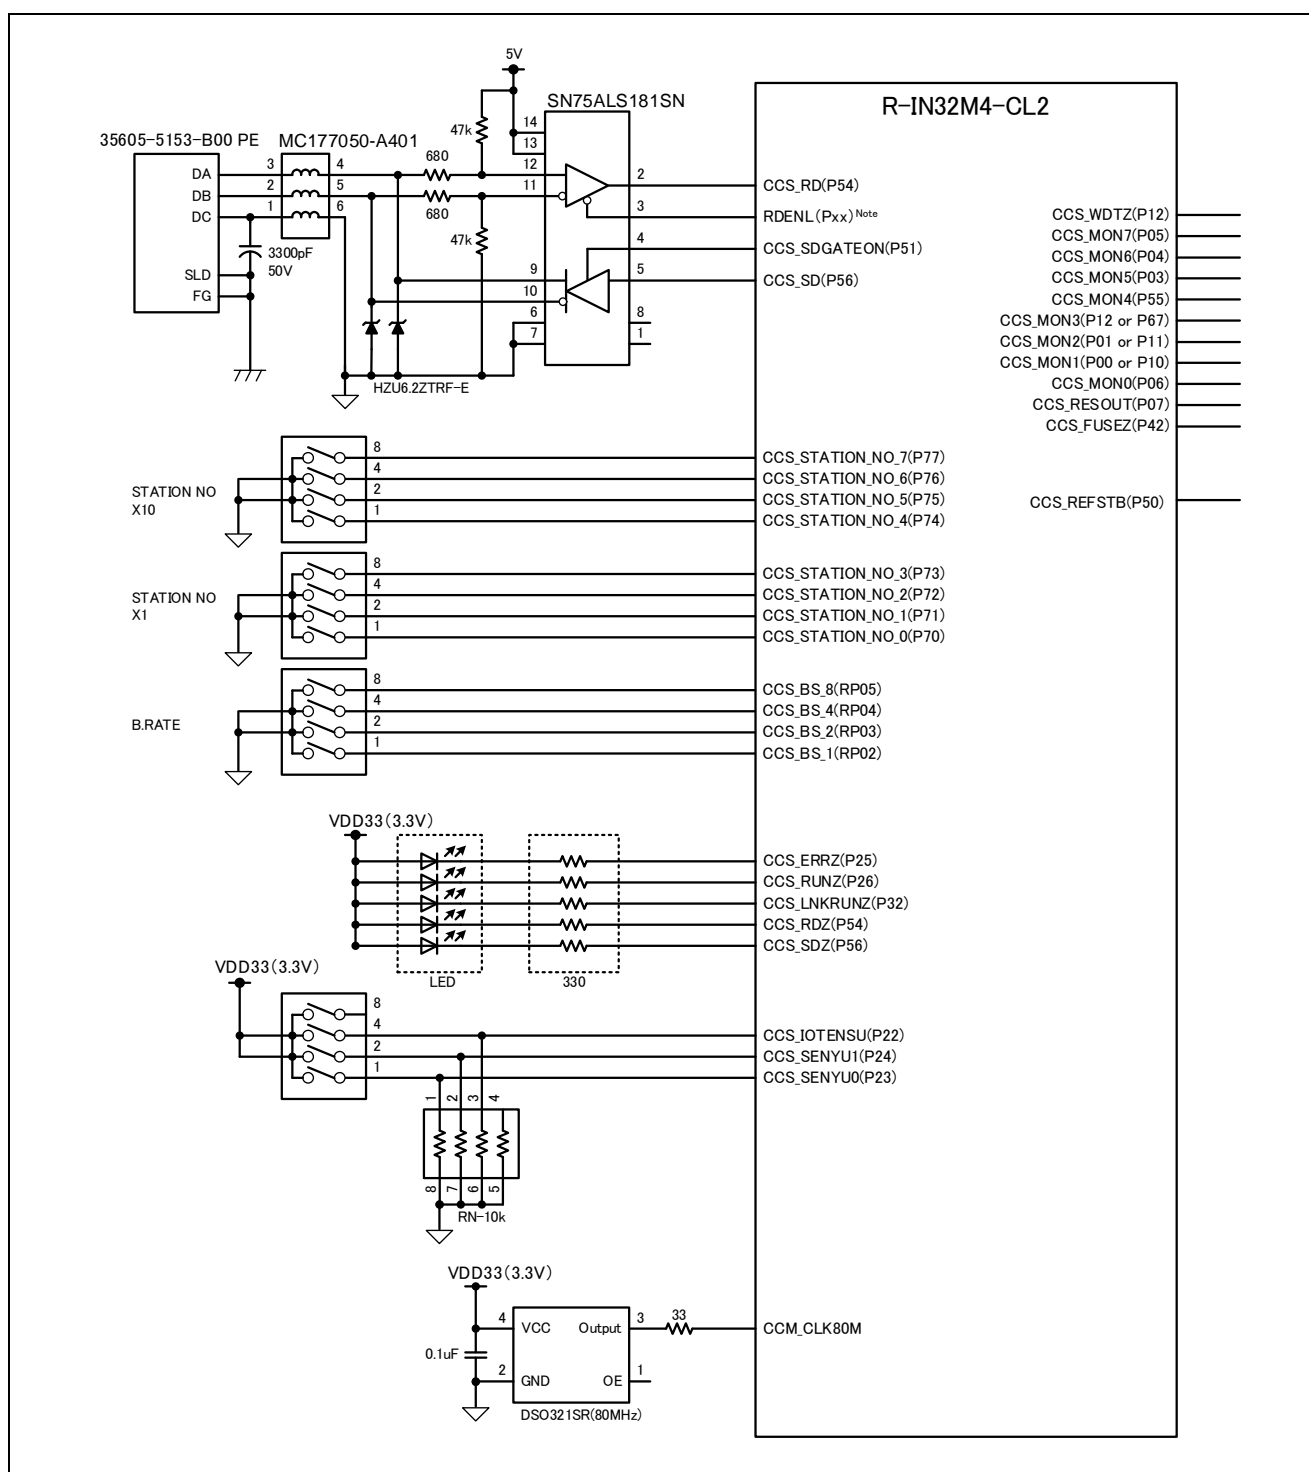 5V
SN75ALS181SN
R-IN32M4-CL2
35605-5153-B00 PE
MC177050-A401
47k
14
13
680
DA
3
4
12
2
CCS_RD(P54)
DB
2
5
11
680
3
RDENL(Pxx)Note
DC
1
6
CCS_WDTZ(P12)
47k
4
CCS_SDGATEON(P51)
CCS_MON7(P05)
3300pF
50V
CCS_MON6(P04)
SLD
9
5
CCS_SD(P56)
CCS_MON5(P03)
FG
10
CCS_MON4(P55)
6
8
CCS_MON3(P12 or P67)
7
1
CCS_MON2(P01 or P11)
CCS_MON1(P00 or P10)
HZU6.2ZTRF-E
CCS_MON0(P06)
CCS_RESOUT(P07)
CCS_FUSEZ(P42)
STATION NO
X10
8
CCS_STATION_NO_7(P77)
4
CCS_STATION_NO_6(P76)
2
CCS_STATION_NO_5(P75)
1
CCS_STATION_NO_4(P74)
CCS_REFSTB(P50)
STATION NO
X1
8
CCS_STATION_NO_3(P73)
4
CCS_STATION_NO_2(P72)
2
CCS_STATION_NO_1(P71)
1
CCS_STATION_NO_0(P70)
B.RATE
8
CCS_BS_8(RP05)
4
CCS_BS_4(RP04)
2
CCS_BS_2(RP03)
1
CCS_BS_1(RP02)
VDD33(3.3V)
CCS_ERRZ(P25)
CCS_RUNZ(P26)
CCS_LNKRUNZ(P32)
CCS_RDZ(P54)
CCS_SDZ(P56)
LED
330
VDD33(3.3V)
8
4
CCS_IOTENSU(P22)
2
CCS_SENYU1(P24)
1
CCS_SENYU0(P23)
1
2
3
4
8
7
6
5
RN-10k
VDD33(3.3V)
4
VCC
Output
3
33
CCM_CLK80M
0.1uF
2
GND
OE
1
DSO321SR(80MHz)